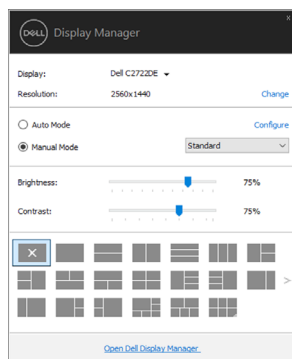 DELL Display Manager
Display: Dell C2722DE
Resolution: 2560x1440 Change
Auto Mode Configure
Manual Mode Standard
Brightness: 75%
Contrast: 75%
Open Dell Display Manager